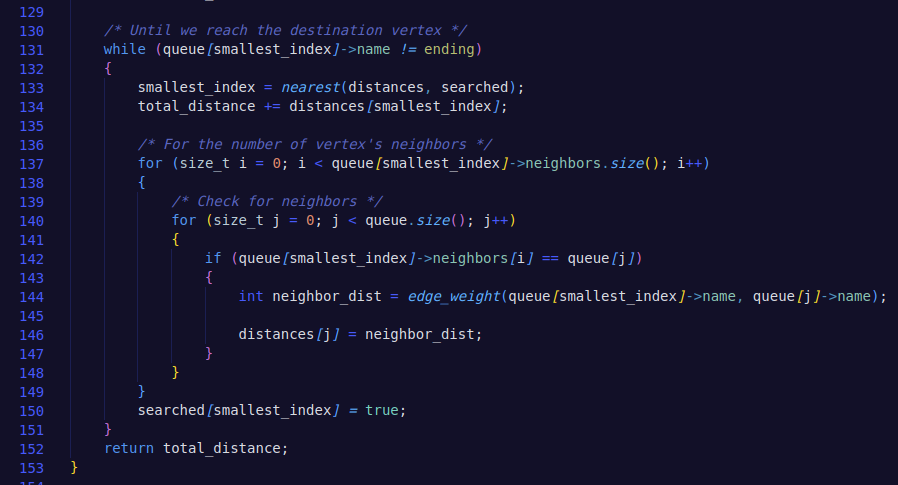 129
130 /* Until we reach the destination vertex */
131 while (queue[smallest_index]->name != ending)
132 {
133 smallest_index = nearest(distances, searched);
134 total_distance += distances[smallest_index];
135
136 /* For the number of vertex's neighbors */
137 for (size_t i = 0; i < queue[smallest_index]->neighbors.size(); i++)
138 {
139 /* Check for neighbors */
140 for (size_t j = 0; j < queue.size(); j++)
141 {
142 if (queue[smallest_index]->neighbors[i] == queue[j])
143 {
144 int neighbor_dist = edge_weight(queue[smallest_index]->name, queue[j]->name);
145
146 distances[j] = neighbor_dist;
147 }
148 }
149 }
150 searched[smallest_index] = true;
151 }
152 return total_distance;
153 }